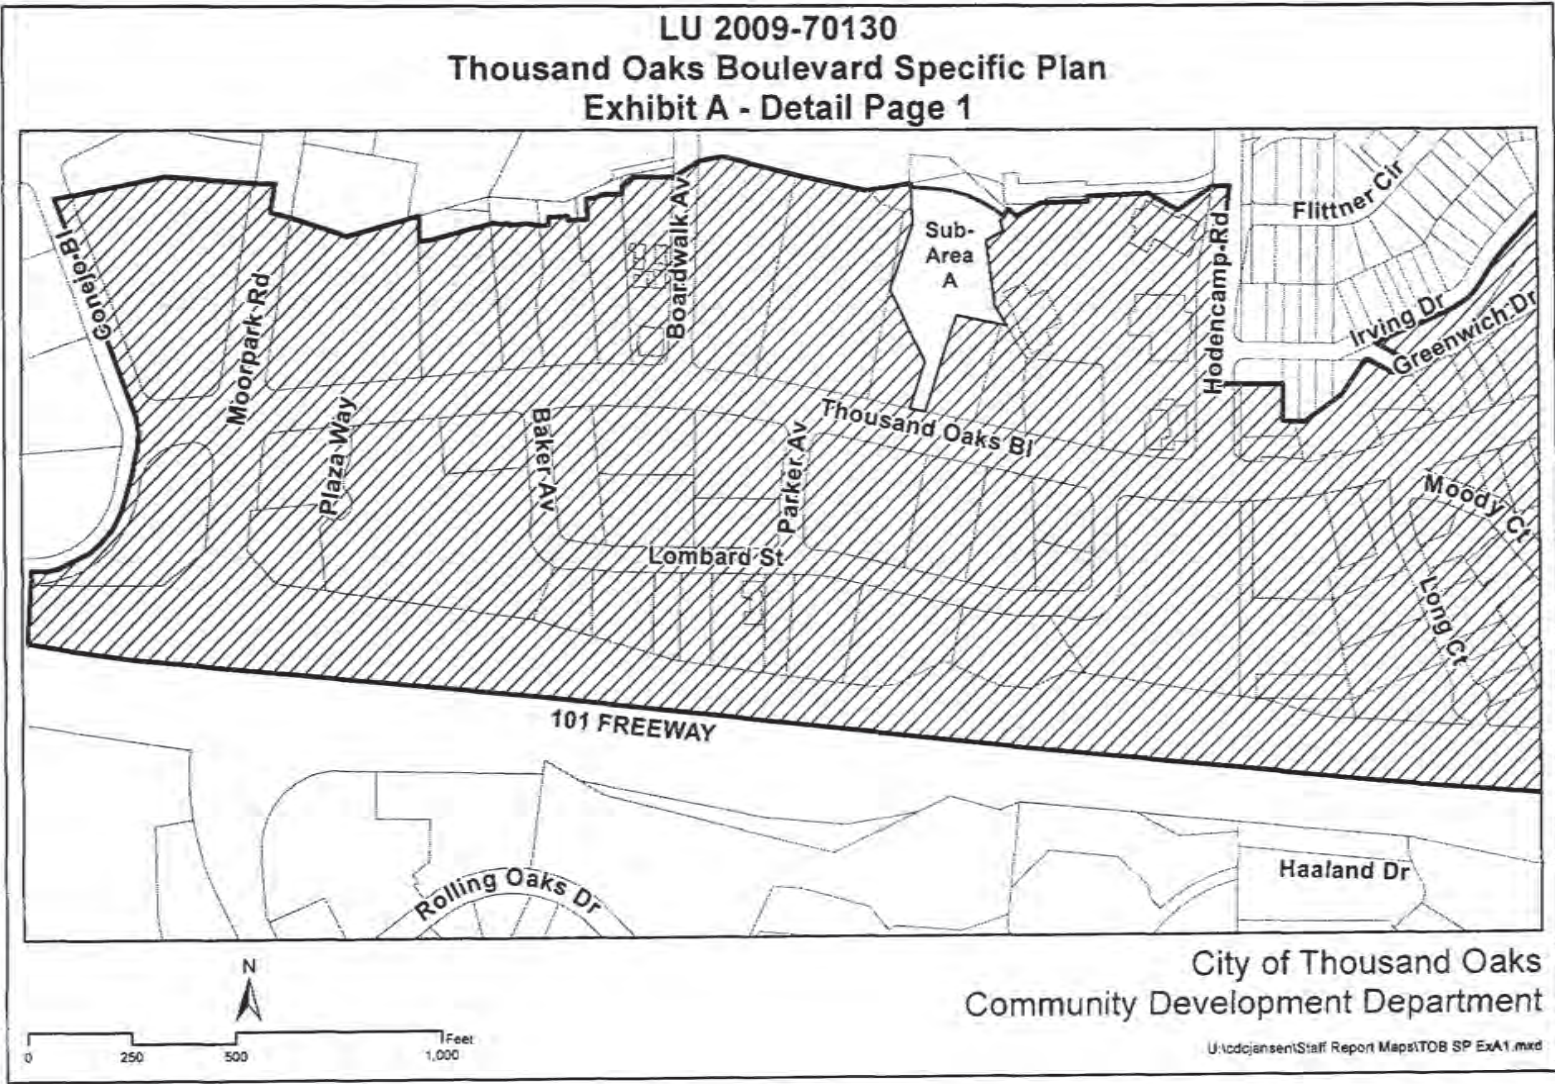 LU 2009-70130
Thousand Oaks Boulevard Specific Plan
Exhibit A - Detail Page 1
Flittner Cir
Sub-
Area
A
Conejo Bl
Moorpark Rd
Boardwalk Av
Hodencamp Rd
Irving Dr
Greenwich Dr
Plaza Way
Baker Av
Parker Av
Thousand Oaks Bl
Moody Ct
Lombard St
Long Ct
101 FREEWAY
Rolling Oaks Dr
Haaland Dr
City of Thousand Oaks
Community Development Department
U:\cdcjansen\Staff Report Maps\TOB SP ExA1.mxd
N
Feet
0 250 500 1,000